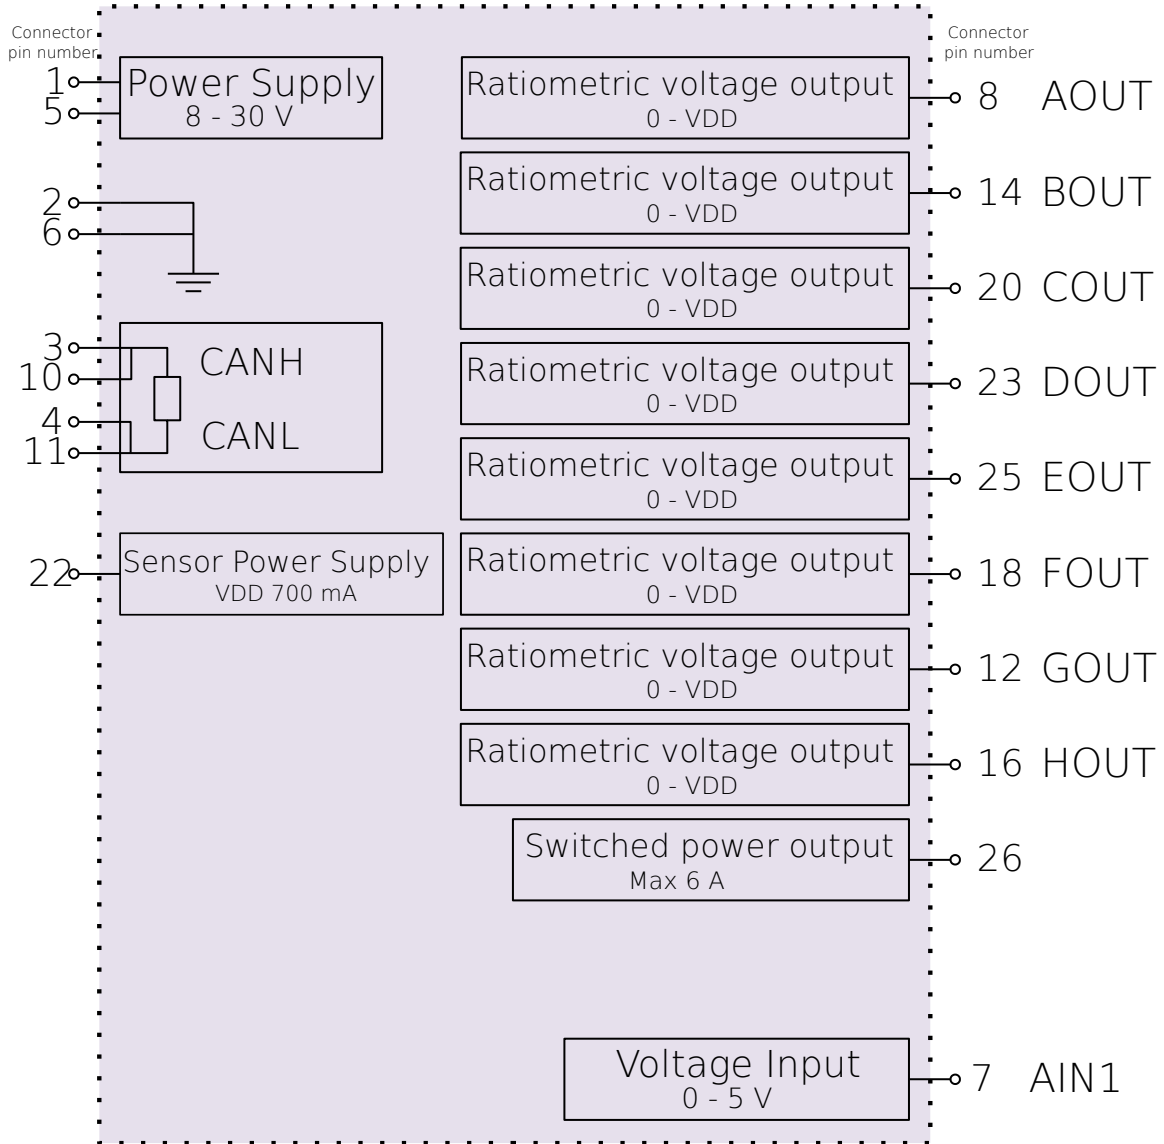 Connector
pin number
1
5
Power Supply
8 - 30 V
2
6
3
10
4
11
CANH
CANL
22
Sensor Power Supply
VDD 700 mA
Connector
pin number
Ratiometric voltage output
0 - VDD
8 AOUT
Ratiometric voltage output
0 - VDD
14 BOUT
Ratiometric voltage output
0 - VDD
20 COUT
Ratiometric voltage output
0 - VDD
23 DOUT
Ratiometric voltage output
0 - VDD
25 EOUT
Ratiometric voltage output
0 - VDD
18 FOUT
Ratiometric voltage output
0 - VDD
12 GOUT
Ratiometric voltage output
0 - VDD
16 HOUT
Switched power output
Max 6 A
26
Voltage Input
0 - 5 V
7 AIN1